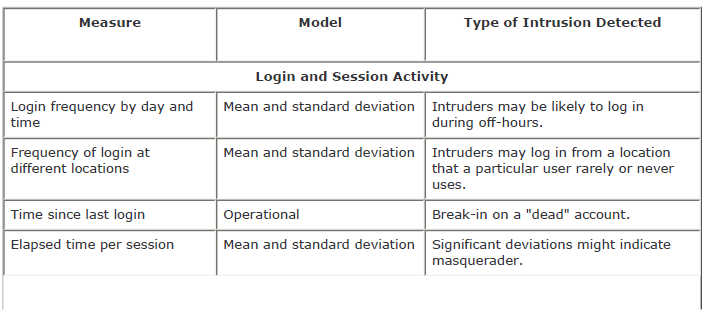 Measure Model Type of Intrusion Detected
Login and Session Activity
Login frequency by day and
time
Mean and standard deviation
Intruders may be likely to log in
during off-hours.
Frequency of login at
different locations
Mean and standard deviation
Intruders may log in from a location
that a particular user rarely or never
uses.
Time since last login
Operational
Break-in on a "dead" account.
Elapsed time per session
Mean and standard deviation
Significant deviations might indicate
masquerader.